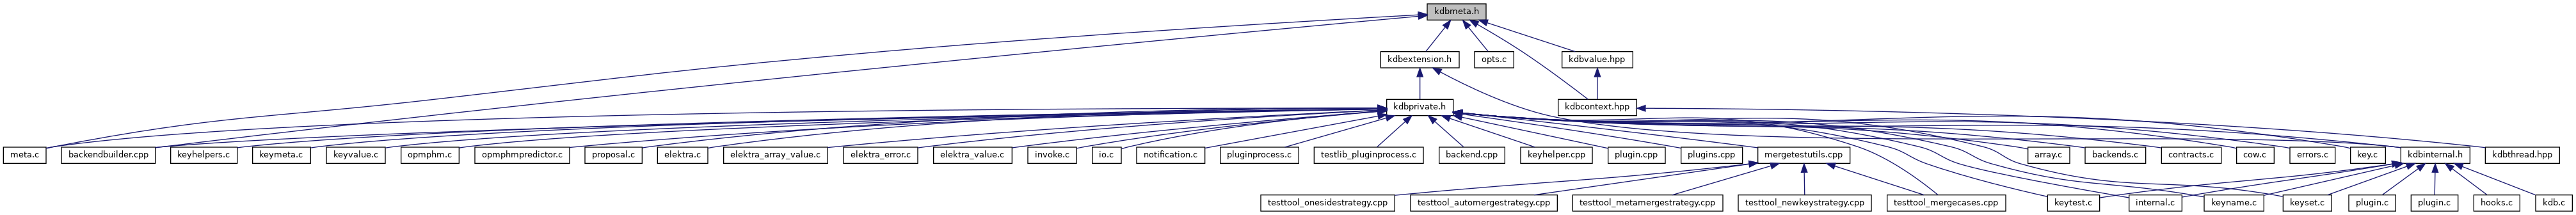 kdbmeta.h
kdbextension.h
opts.c
kdbvalue.hpp
kdbprivate.h
kdbcontext.hpp
meta.c
backendbuilder.cpp
keyhelpers.c
keymeta.c
keyvalue.c
opmphm.c
opmphmpredictor.c
proposal.c
elektra.c
elektra_array_value.c
elektra_error.c
elektra_value.c
invoke.c
io.c
notification.c
pluginprocess.c
testlib_pluginprocess.c
backend.cpp
keyhelper.cpp
plugin.cpp
plugins.cpp
mergetestutils.cpp
array.c
backends.c
contracts.c
cow.c
errors.c
key.c
kdbinternal.h
kdbthread.hpp
testtool_onesidestrategy.cpp
testtool_automergestrategy.cpp
testtool_metamergestrategy.cpp
testtool_newkeystrategy.cpp
testtool_mergecases.cpp
keytest.c
internal.c
keyname.c
keyset.c
plugin.c
plugin.c
hooks.c
kdb.c